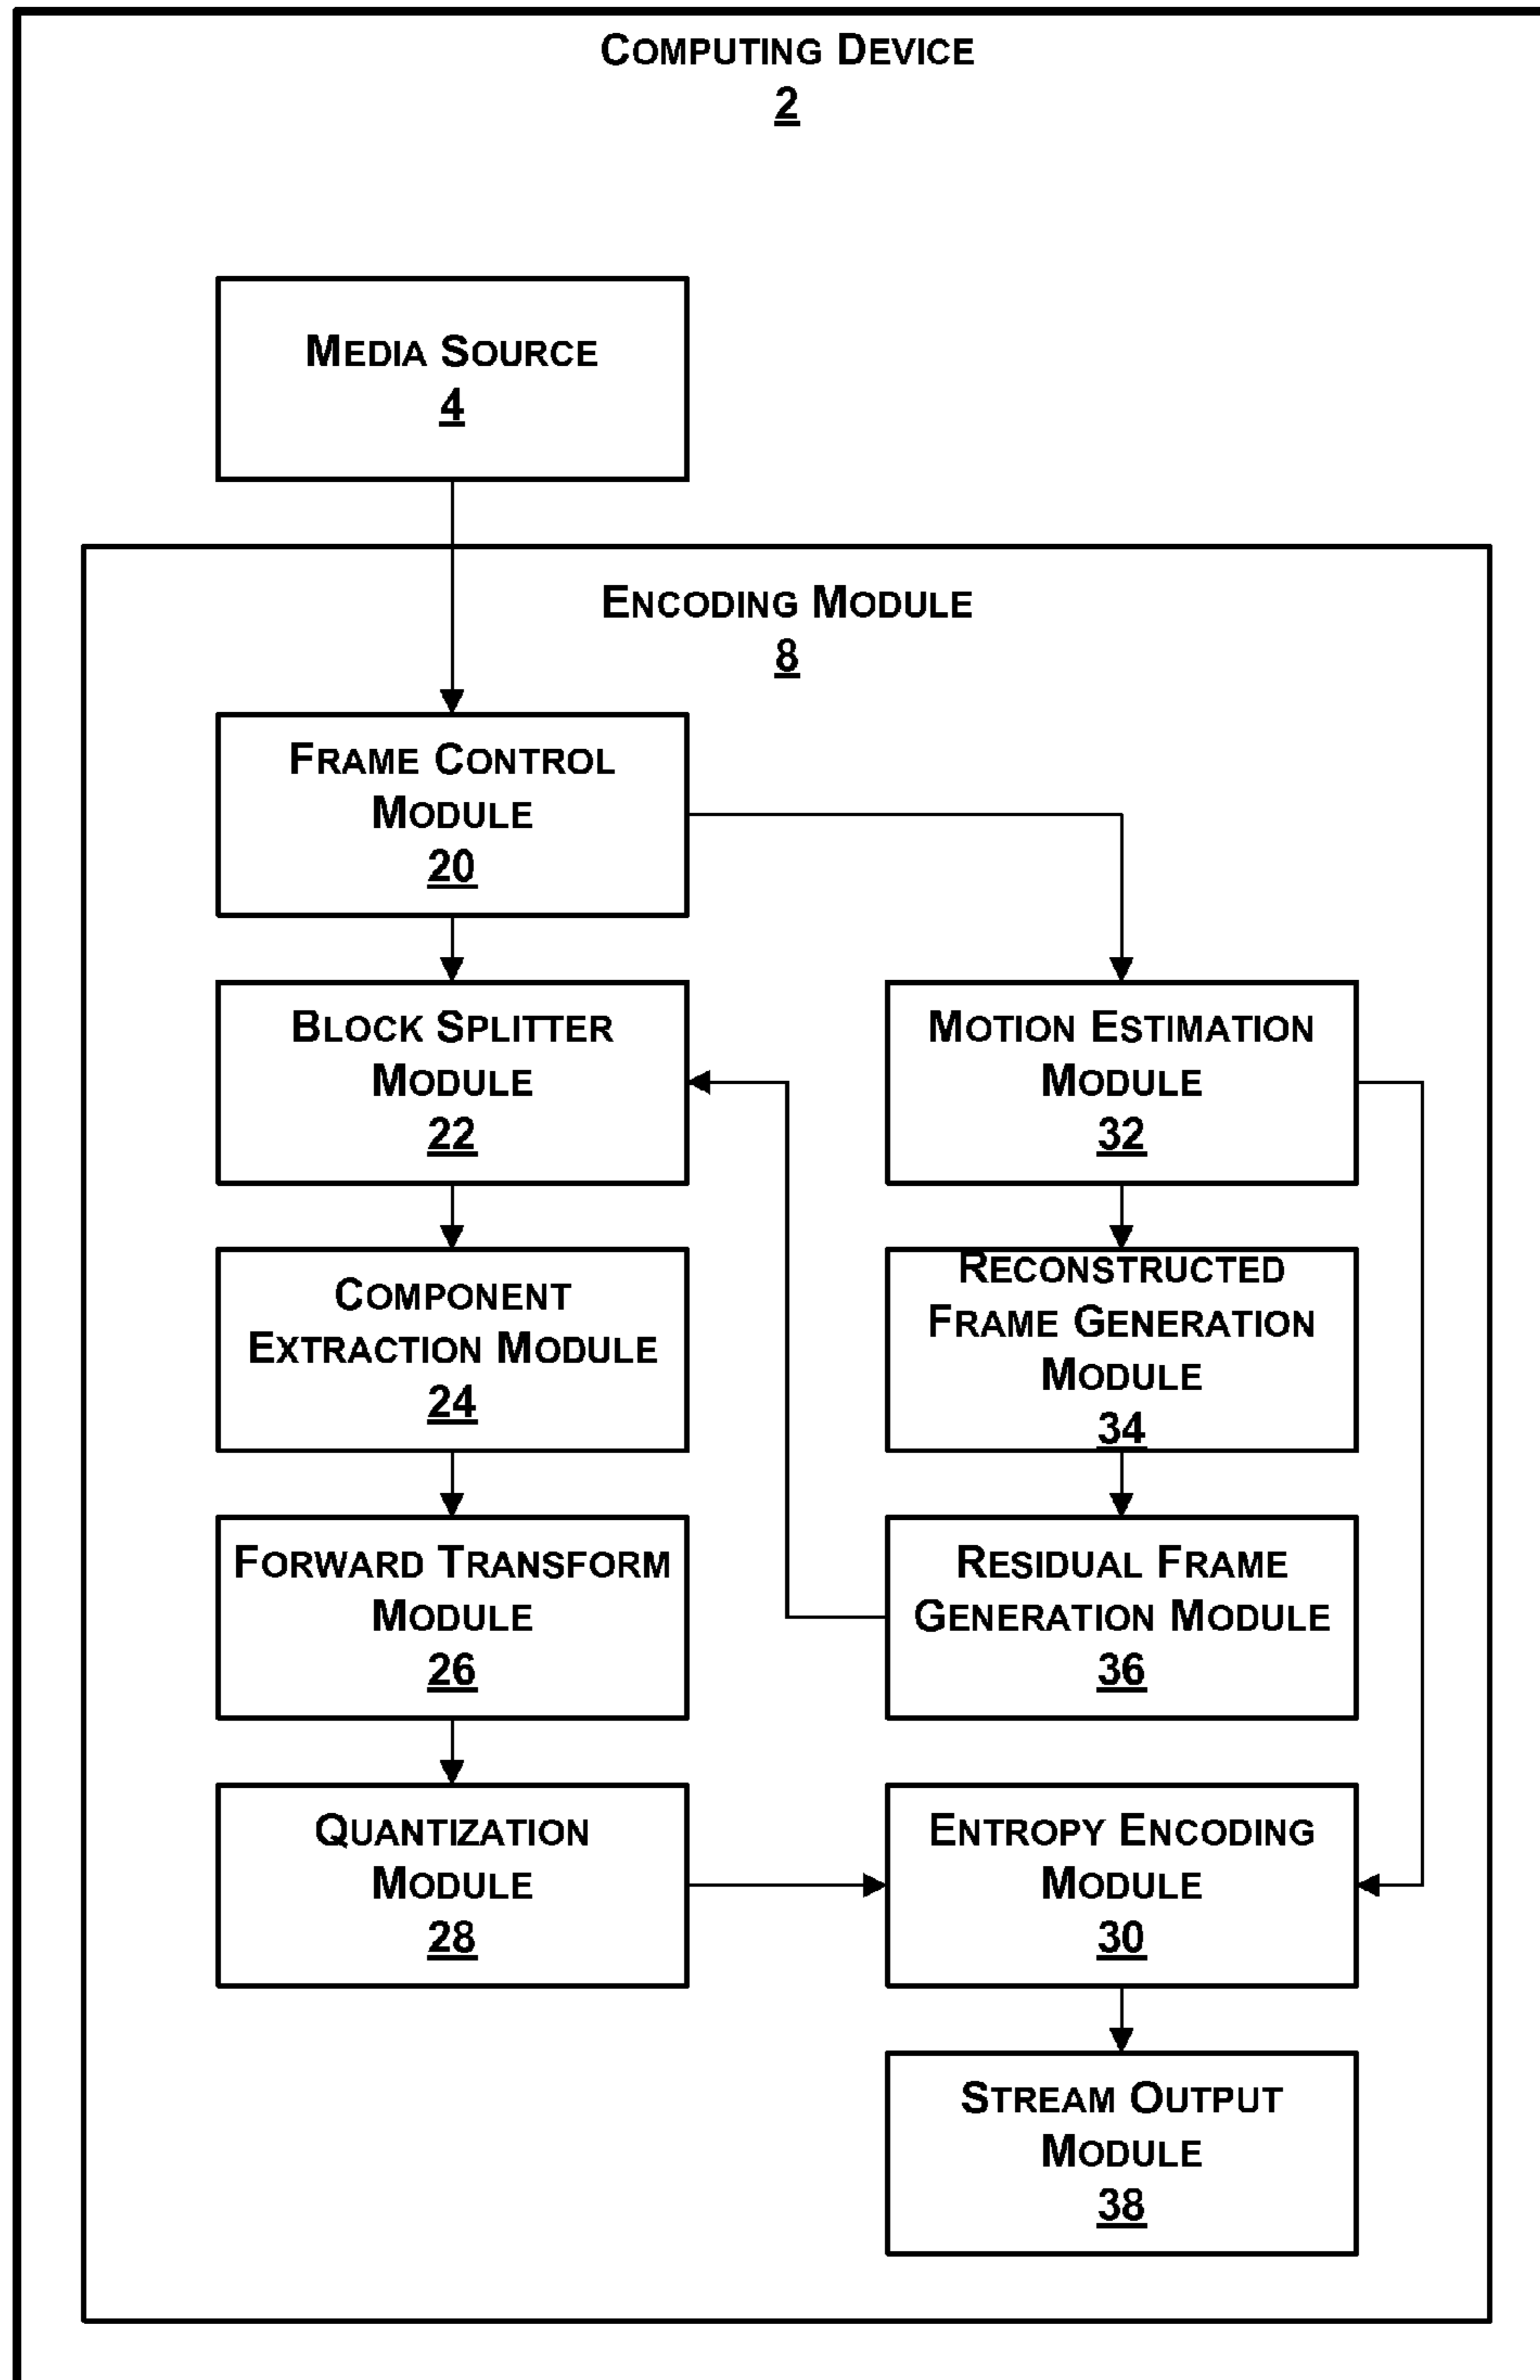 COMPUTING DEVICE
2
MEDIA SOURCE
4
ENCODING MODULE
8
FRAME CONTROL
MODULE
20
BLOCK SPLITTER
MODULE
22
MOTION ESTIMATION
MODULE
32
COMPONENT
EXTRACTION MODULE
24
RECONSTRUCTED
FRAME GENERATION
MODULE
34
FORWARD TRANSFORM
MODULE
26
RESIDUAL FRAME
GENERATION MODULE
36
QUANTIZATION
MODULE
28
ENTROPY ENCODING
MODULE
30
STREAM OUTPUT
MODULE
38